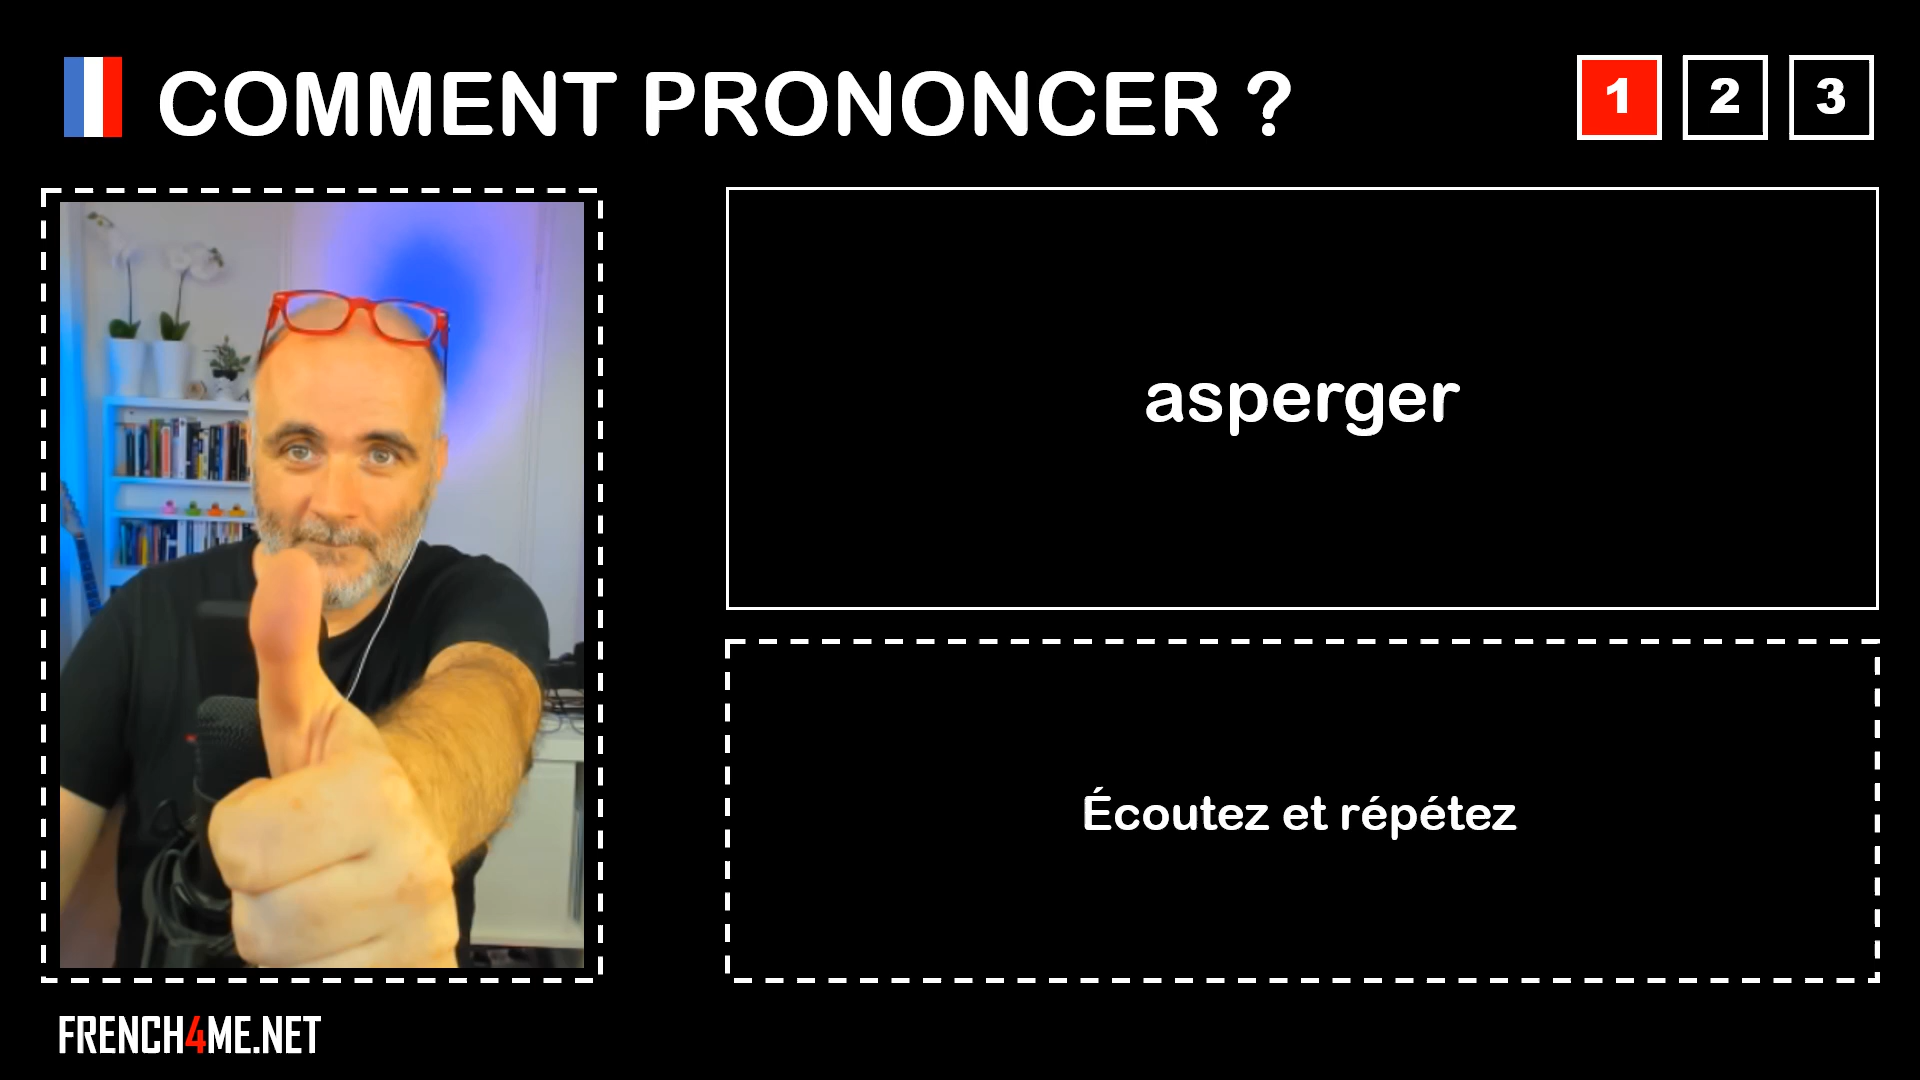 COMMENT PRONONCER ?
1 2 3
asperger
Écoutez et répétez
FRENCH4ME.NET